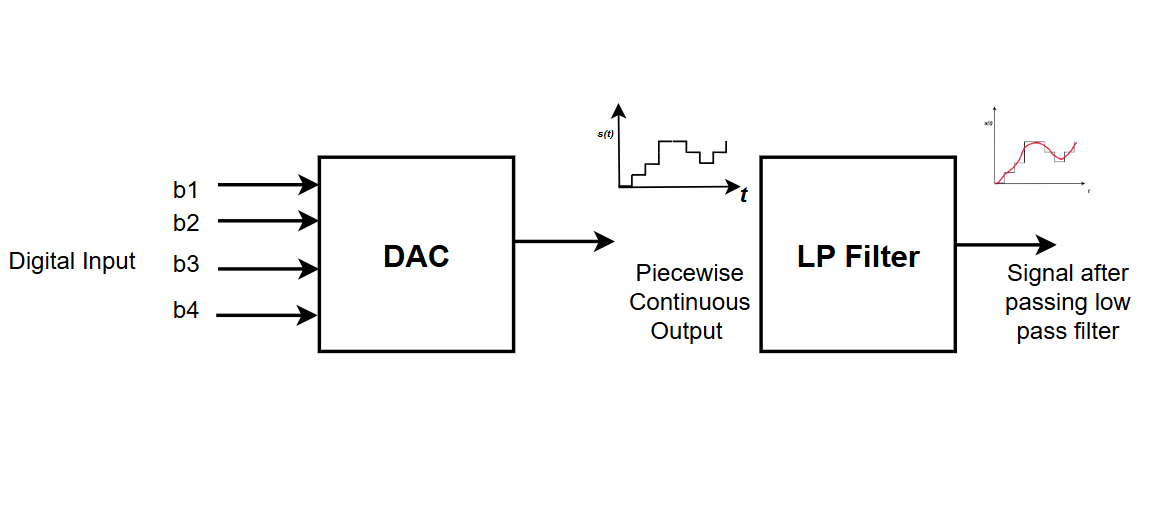 s(t)
t
s(t)
t
b1
b2
Digital Input
b3
b4
DAC
Piecewise
Continuous
Output
LP Filter
Signal after
passing low
pass filter